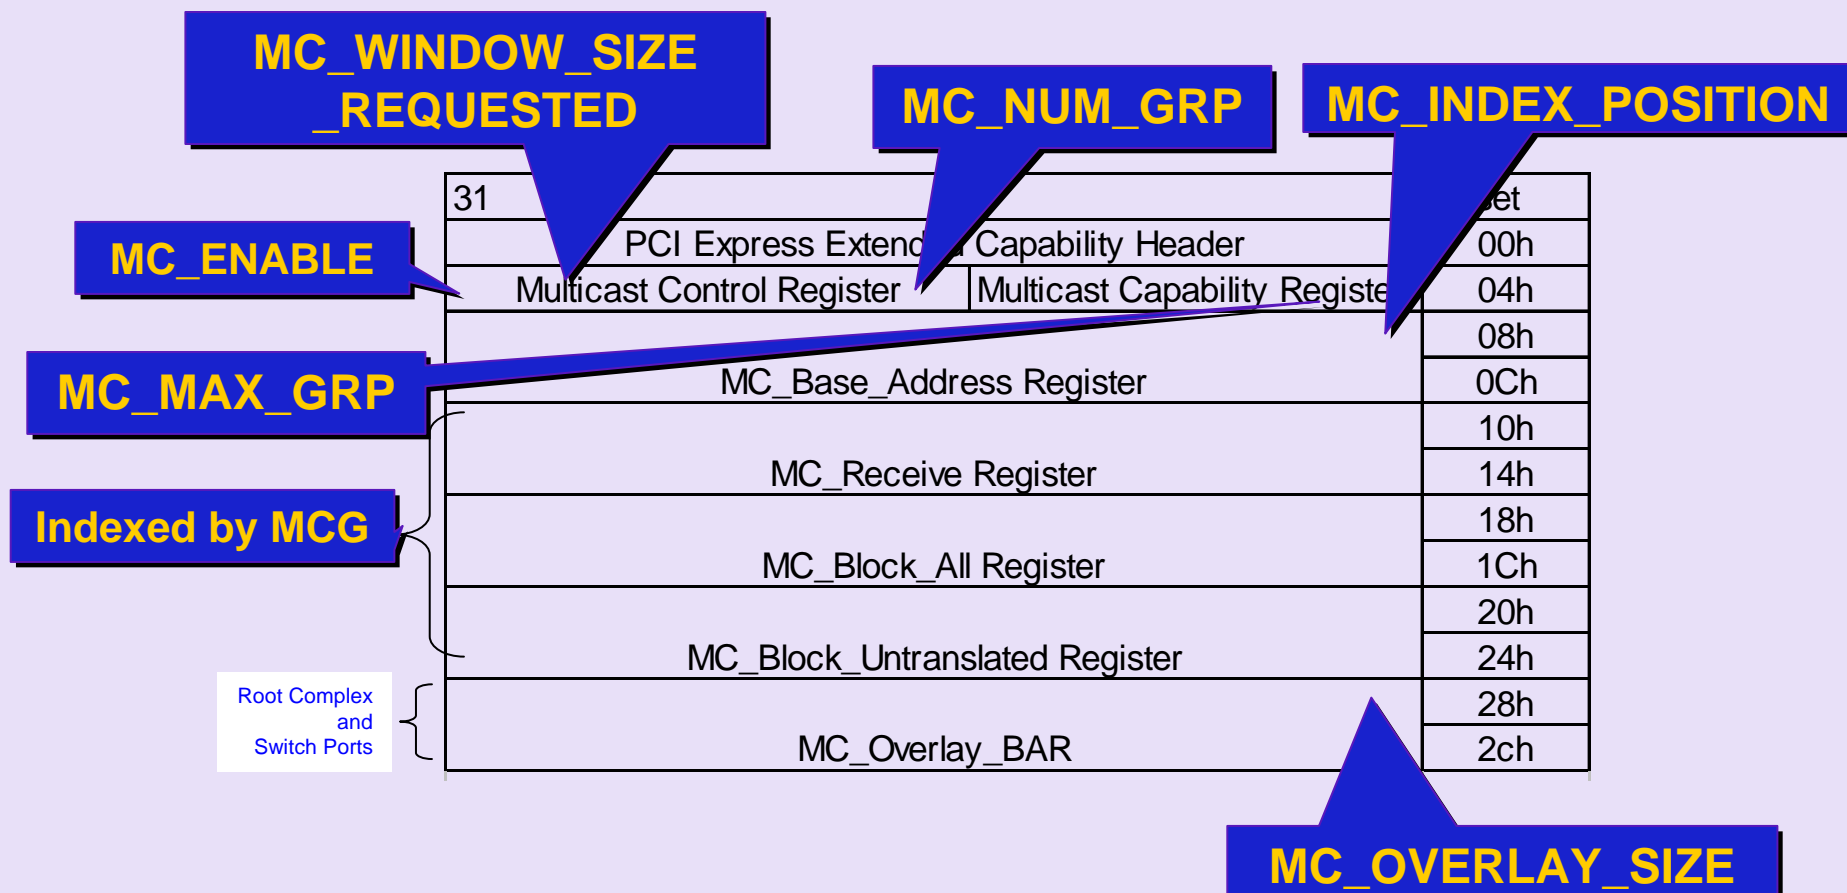 MC_WINDOW_SIZE
_REQUESTED
MC_NUM_GRP
MC_INDEX_POSITION
31
set
MC_ENABLE
PCI Express Extended Capability Header
00h
Multicast Control Register
Multicast Capability Registe
04h
08h
MC_MAX_GRP
MC_Base_Address Register
0Ch
10h
MC_Receive Register
14h
Indexed by MCG
18h
MC_Block_All Register
1Ch
20h
MC_Block_Untranslated Register
24h
Root Complex
and
Switch Ports
28h
MC_Overlay_BAR
2ch
MC_OVERLAY_SIZE